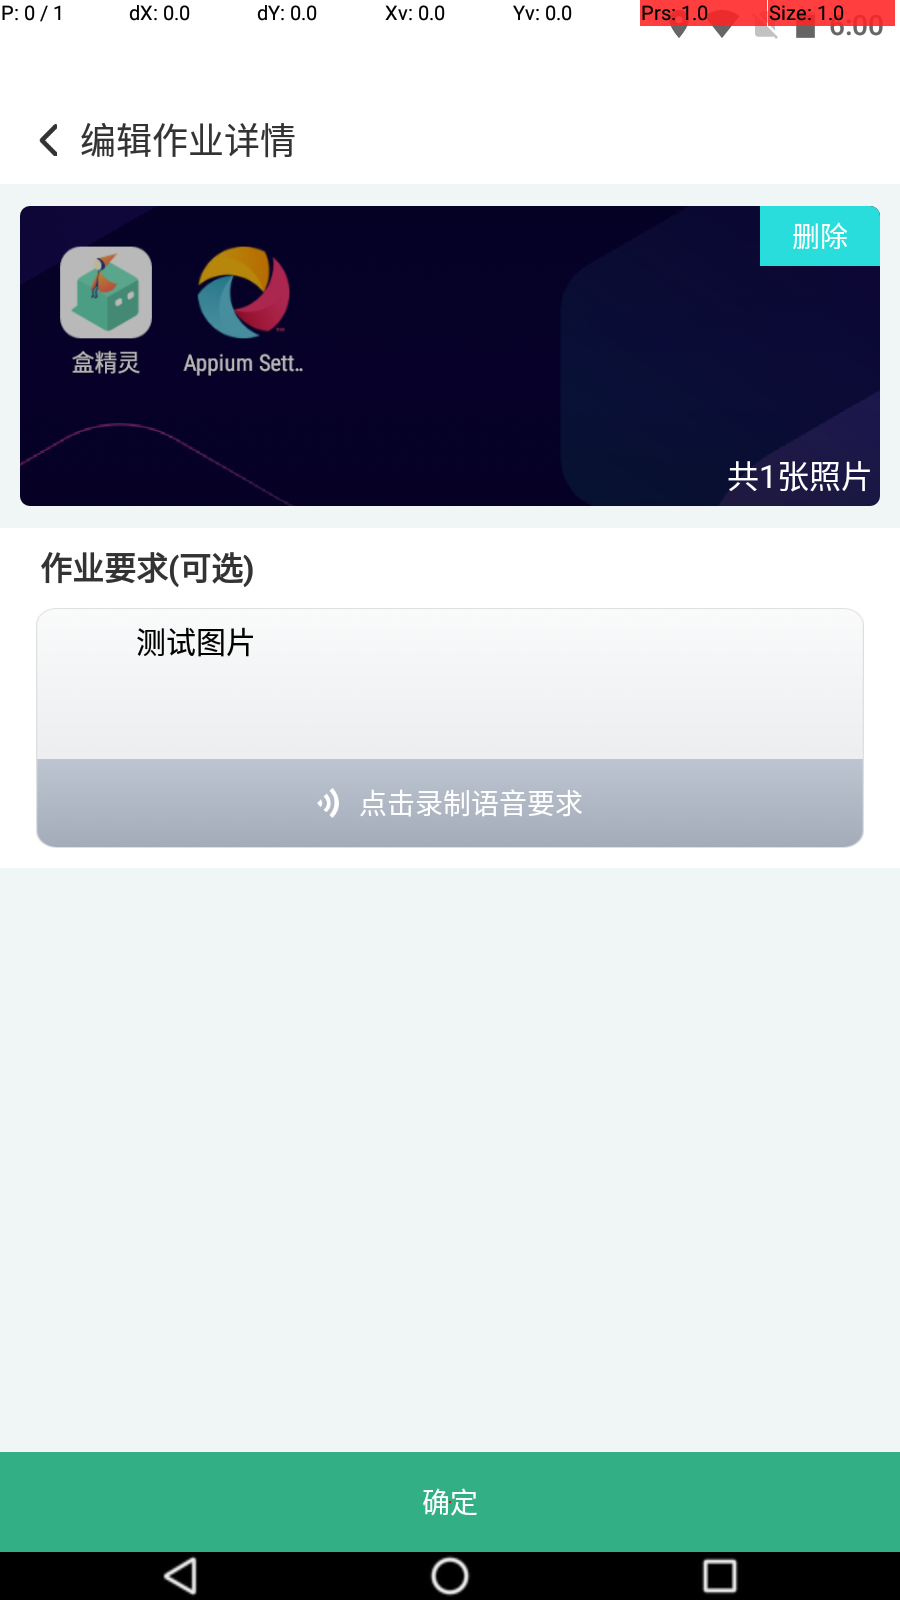 P: 0 / 1 dX: 0.0 dY: 0.0 Xv: 0.0 Yv: 0.0 Prs: 1.0 Size: 1.0
6:00
编辑作业详情
删除
盒精灵 Appium Sett..
共1张照片
作业要求(可选)
测试图片
点击录制语音要求
确定